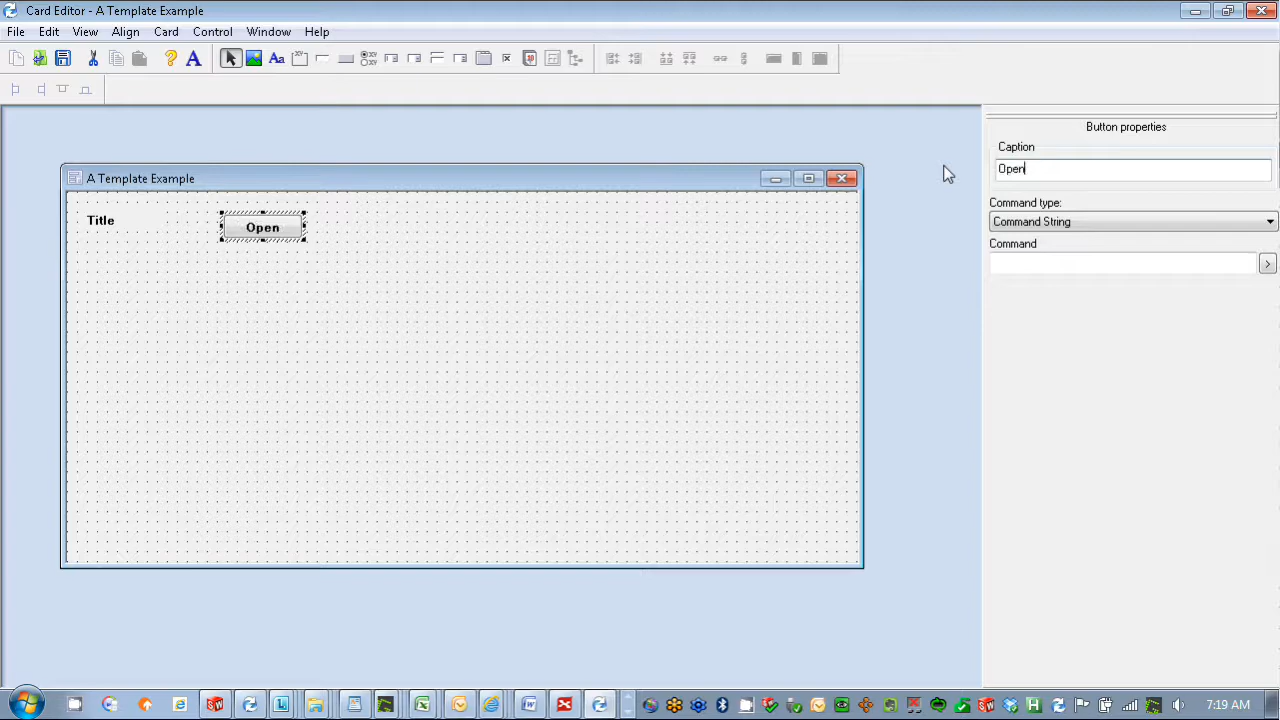 Card Editor - A Template Example
File Edit View Align Card Control Window Help
A Template Example
Title
Open
Button properties
Caption
Open
Command type:
Command String
Command
>
7:19 AM